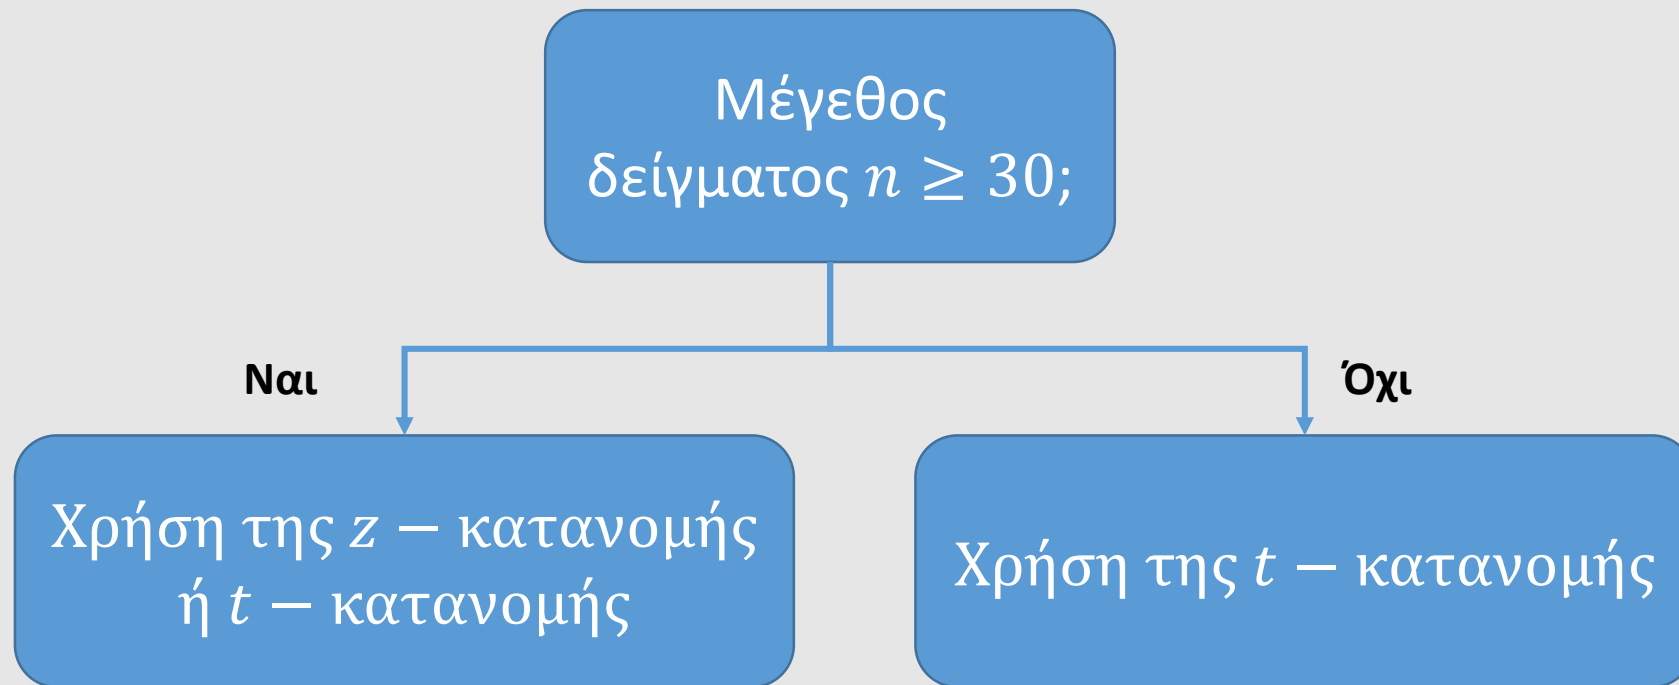 Μέγεθος
δείγματος n ≥ 30;
Ναι
Όχι
Χρήση της z − κατανομής
ή t − κατανομής
Χρήση της t − κατανομής